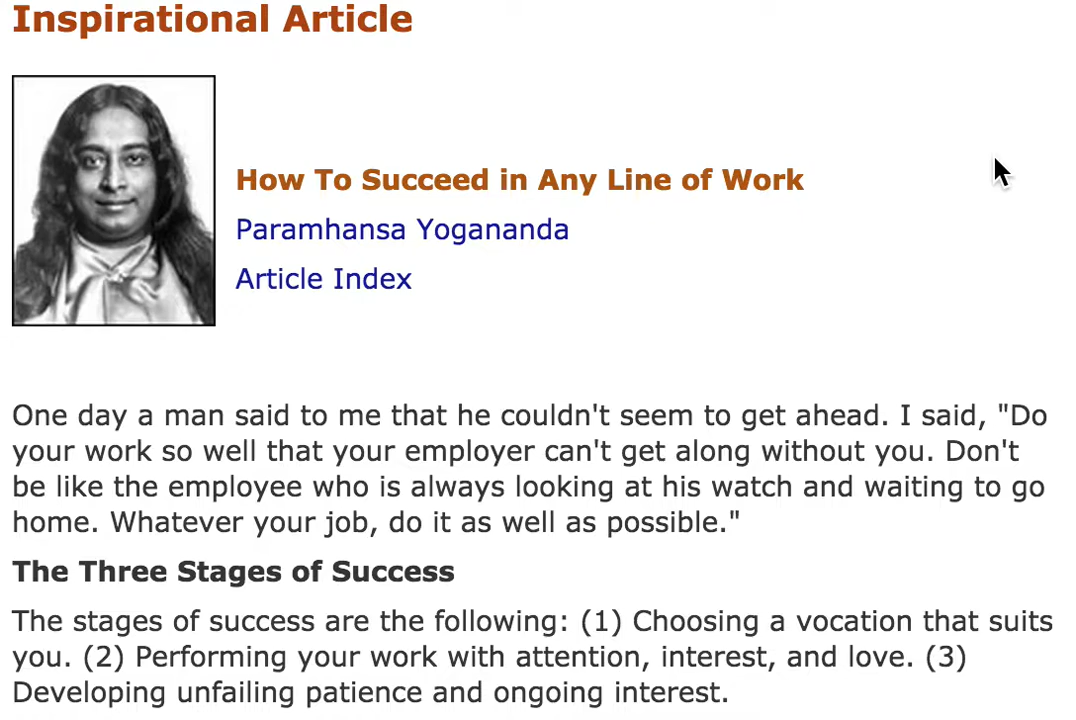 Inspirational Article
How To Succeed in Any Line of Work
Paramhansa Yogananda
Article Index
One day a man said to me that he couldn't seem to get ahead. I said, "Do
your work so well that your employer can't get along without you. Don't
be like the employee who is always looking at his watch and waiting to go
home. Whatever your job, do it as well as possible."
The Three Stages of Success
The stages of success are the following: (1) Choosing a vocation that suits
you. (2) Performing your work with attention, interest, and love. (3)
Developing unfailing patience and ongoing interest.